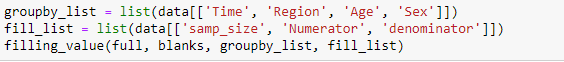 groupby_list = list(data[['Time', 'Region', 'Age', 'Sex']])
fill_list = list(data[['samp_size', 'Numerator', 'denominator']])
filling_value(full, blanks, groupby_list, fill_list)